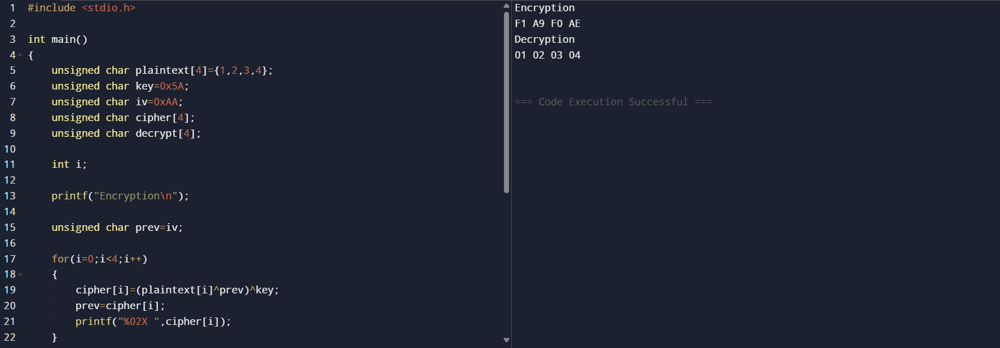 1 #include <stdio.h>
2
3 int main()
4 {
5     unsigned char plaintext[4]={1,2,3,4};
6     unsigned char key=0x5A;
7     unsigned char iv=0xAA;
8     unsigned char cipher[4];
9     unsigned char decrypt[4];
10
11     int i;
12
13     printf("Encryption\n");
14
15     unsigned char prev=iv;
16
17     for(i=0;i<4;i++)
18     {
19         cipher[i]=(plaintext[i]^prev)^key;
20         prev=cipher[i];
21         printf("%02X ",cipher[i]);
22     }
Encryption
F1 A9 F0 AE
Decryption
01 02 03 04
=== Code Execution Successful ===